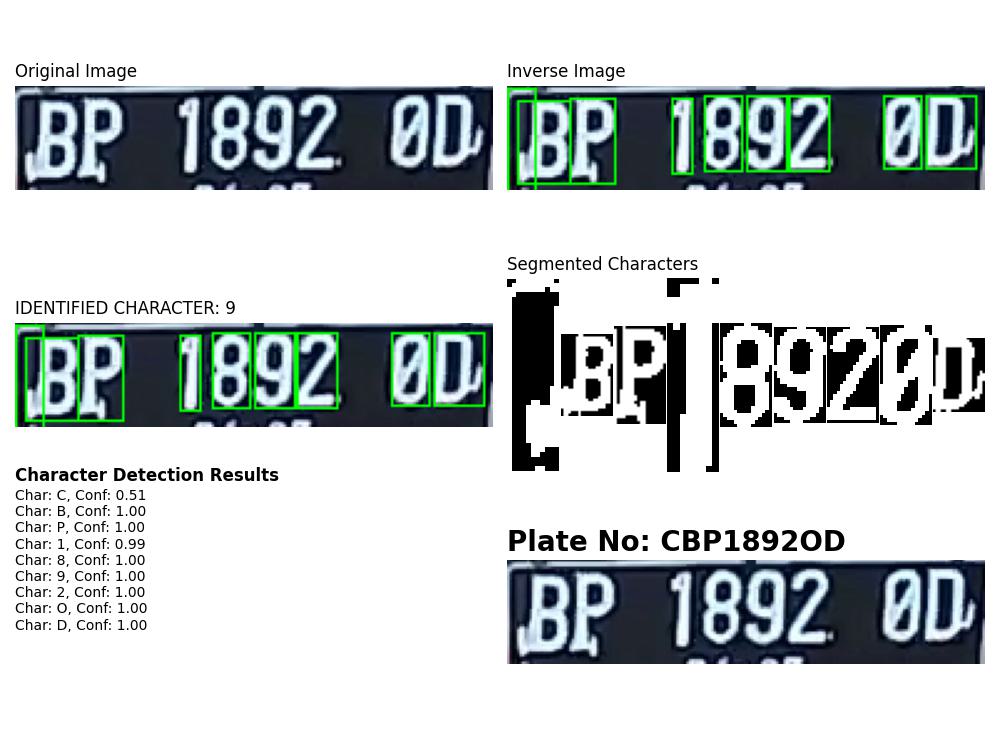 Original Image
BP 1892 0D
Inverse Image
BP 1892 0D
IDENTIFIED CHARACTER: 9
BP 1892 0D
Segmented Characters
BP18920D
Character Detection Results
Char: C, Conf: 0.51
Char: B, Conf: 1.00
Char: P, Conf: 1.00
Char: 1, Conf: 0.99
Char: 8, Conf: 1.00
Char: 9, Conf: 1.00
Char: 2, Conf: 1.00
Char: O, Conf: 1.00
Char: D, Conf: 1.00
Plate No: CBP1892OD
BP 1892 0D